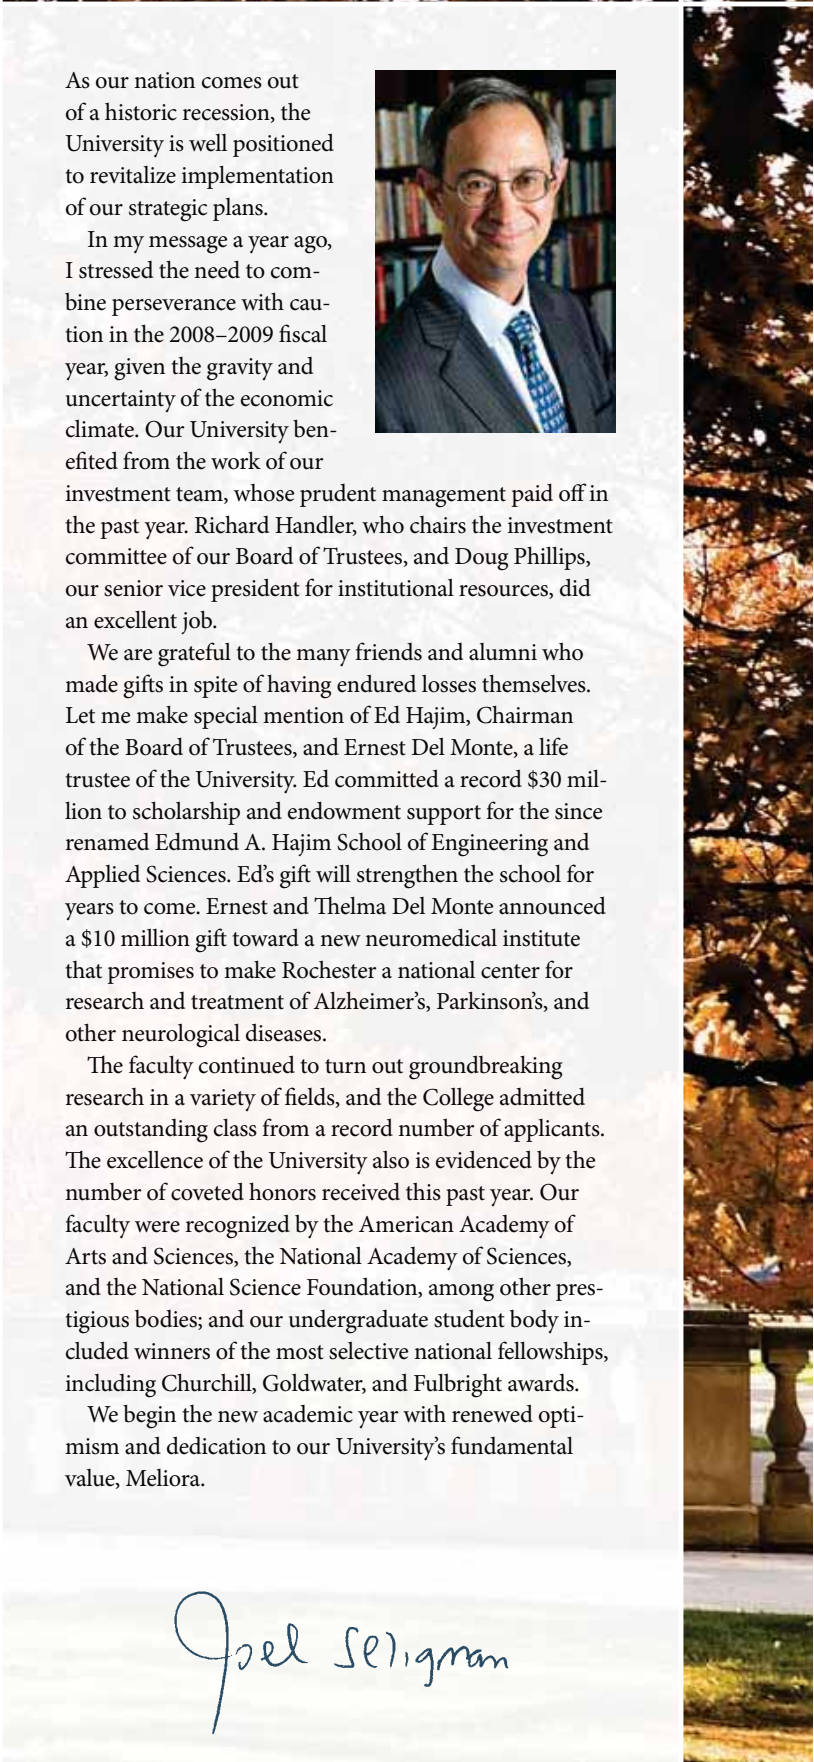 As our nation comes out
of a historic recession, the
University is well positioned
to revitalize implementation
of our strategic plans.
In my message a year ago,
I stressed the need to com-
bine perseverance with cau-
tion in the 2008–2009 fiscal
year, given the gravity and
uncertainty of the economic
climate. Our University ben-
efited from the work of our
investment team, whose prudent management paid off in
the past year. Richard Handler, who chairs the investment
committee of our Board of Trustees, and Doug Phillips,
our senior vice president for institutional resources, did
an excellent job.
We are grateful to the many friends and alumni who
made gifts in spite of having endured losses themselves.
Let me make special mention of Ed Hajim, Chairman
of the Board of Trustees, and Ernest Del Monte, a life
trustee of the University. Ed committed a record $30 mil-
lion to scholarship and endowment support for the since
renamed Edmund A. Hajim School of Engineering and
Applied Sciences. Ed’s gift will strengthen the school for
years to come. Ernest and Thelma Del Monte announced
a $10 million gift toward a new neuromedical institute
that promises to make Rochester a national center for
research and treatment of Alzheimer’s, Parkinson’s, and
other neurological diseases.
The faculty continued to turn out groundbreaking
research in a variety of fields, and the College admitted
an outstanding class from a record number of applicants.
The excellence of the University also is evidenced by the
number of coveted honors received this past year. Our
faculty were recognized by the American Academy of
Arts and Sciences, the National Academy of Sciences,
and the National Science Foundation, among other pres-
tigious bodies; and our undergraduate student body in-
cluded winners of the most selective national fellowships,
including Churchill, Goldwater, and Fulbright awards.
We begin the new academic year with renewed opti-
mism and dedication to our University’s fundamental
value, Meliora.
Joel Seligman